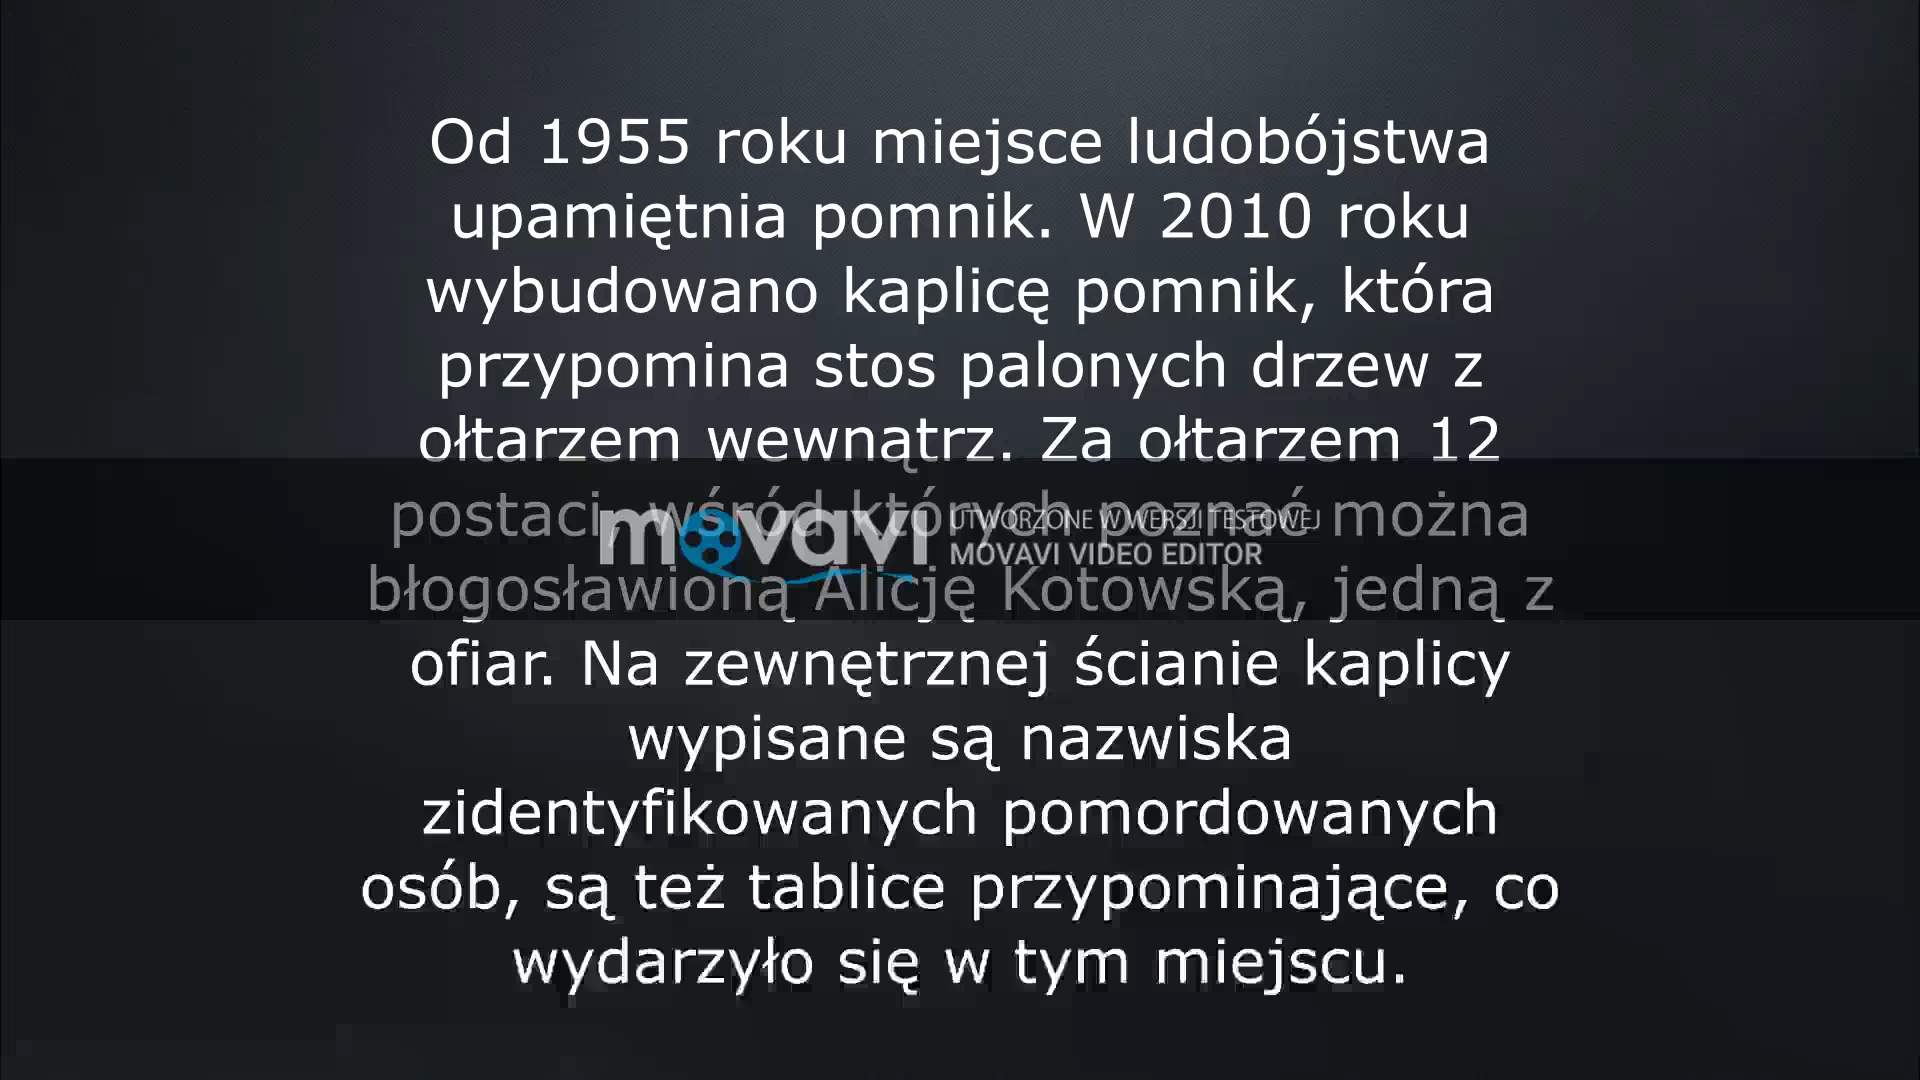 Od 1955 roku miejsce ludobójstwa
upamiętnia pomnik. W 2010 roku
wybudowano kaplicę pomnik, która
przypomina stos palonych drzew z
ołtarzem wewnątrz. Za ołtarzem 12
postaci, wśród których poznać można
movavi
UTWORZONE W WERSJI TESTOWEJ
MOVAVI VIDEO EDITOR
błogosławioną Alicję Kotowską, jedną z
ofiar. Na zewnętrznej ścianie kaplicy
wypisane są nazwiska
zidentyfikowanych pomordowanych
osób, są też tablice przypominające, co
wydarzyło się w tym miejscu.